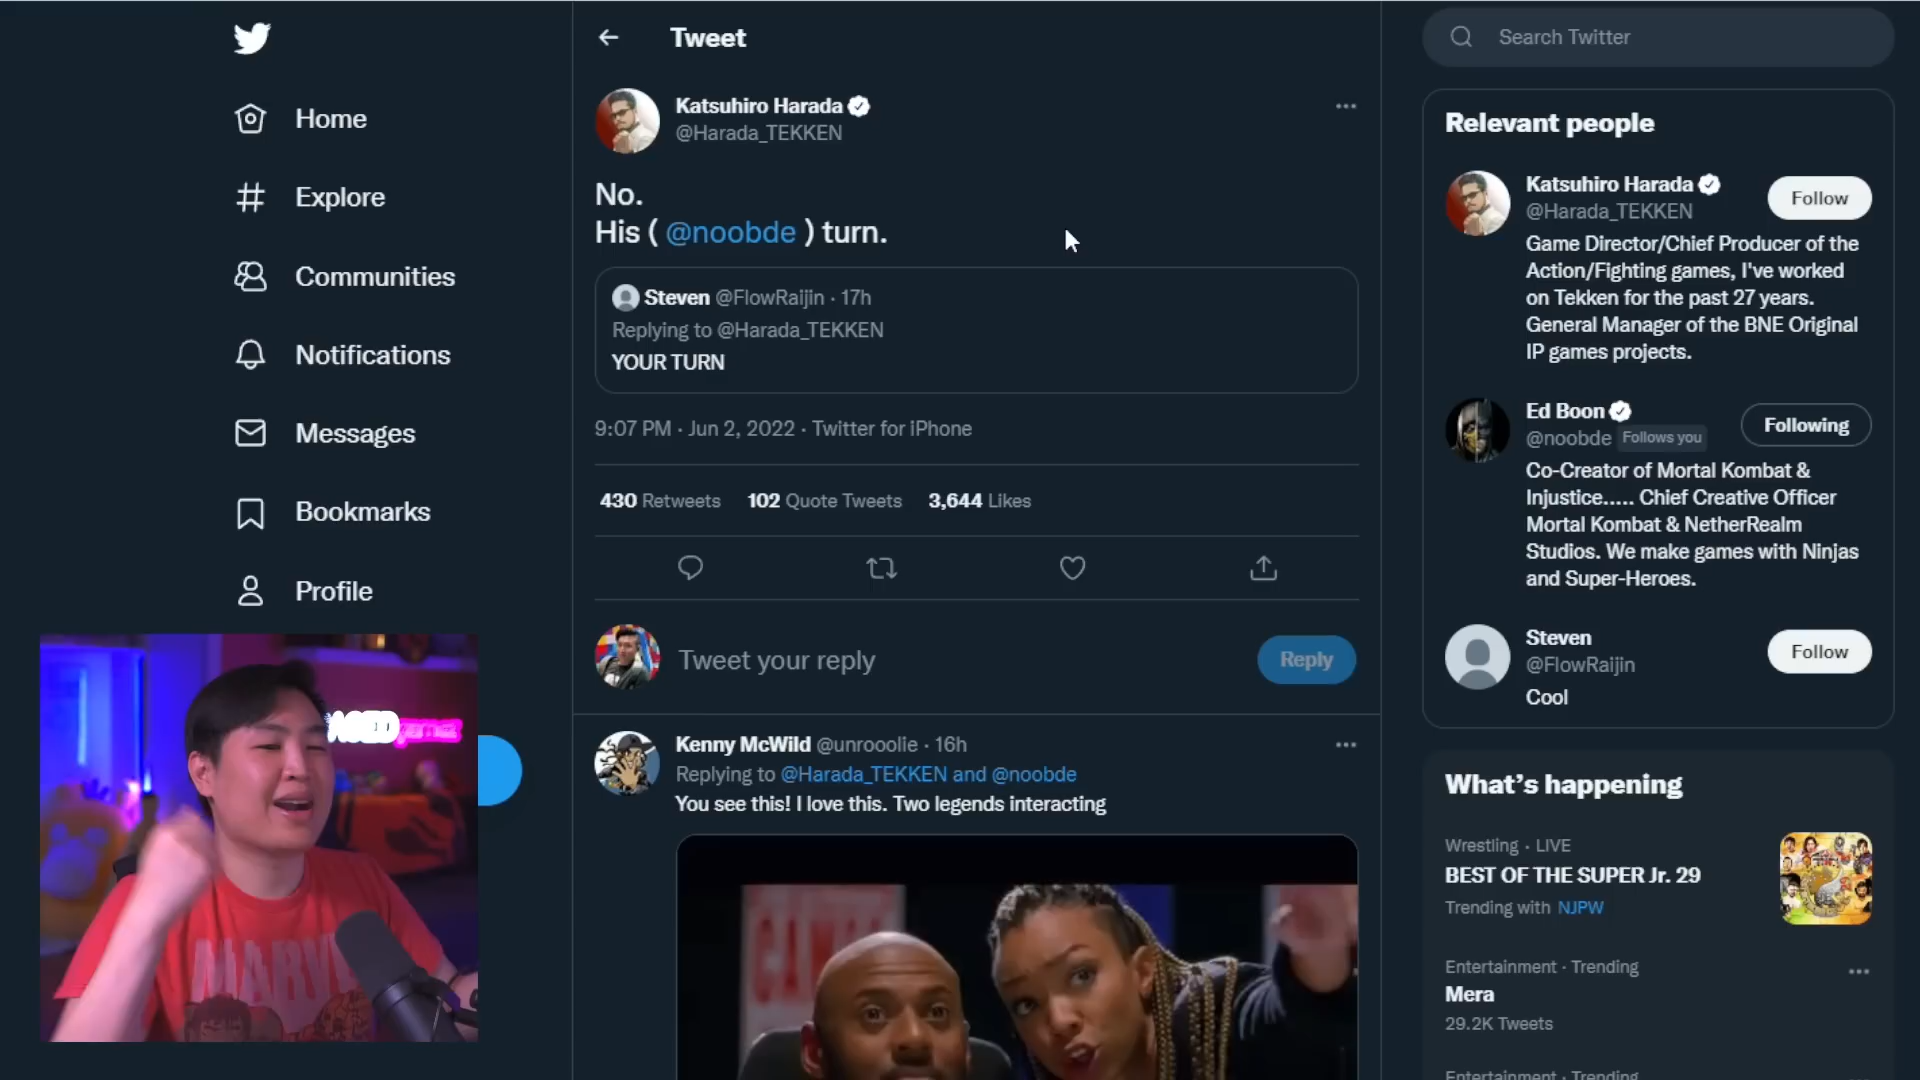 Home
Explore
Communities
Notifications
Messages
Bookmarks
Profile
Tweet
Katsuhiro Harada
@Harada_TEKKEN
No.
His ( @noobde ) turn.
Steven @FlowRaijin · 17h
Replying to @Harada_TEKKEN
YOUR TURN
9:07 PM · Jun 2, 2022 · Twitter for iPhone
430 Retweets 102 Quote Tweets 3,644 Likes
Tweet your reply
Reply
Kenny McWild @unrooolie · 16h
Replying to @Harada_TEKKEN and @noobde
You see this! I love this. Two legends interacting
Search Twitter
Relevant people
Katsuhiro Harada
@Harada_TEKKEN
Follow
Game Director/Chief Producer of the
Action/Fighting games, I've worked
on Tekken for the past 27 years.
General Manager of the BNE Original
IP games projects.
Ed Boon
@noobde Follows you
Following
Co-Creator of Mortal Kombat &
Injustice..... Chief Creative Officer
Mortal Kombat & NetherRealm
Studios. We make games with Ninjas
and Super-Heroes.
Steven
@FlowRaijin
Follow
Cool
What's happening
Wrestling · LIVE
BEST OF THE SUPER Jr. 29
Trending with NJPW
Entertainment · Trending
Mera
29.2K Tweets
Entertainment · Trending